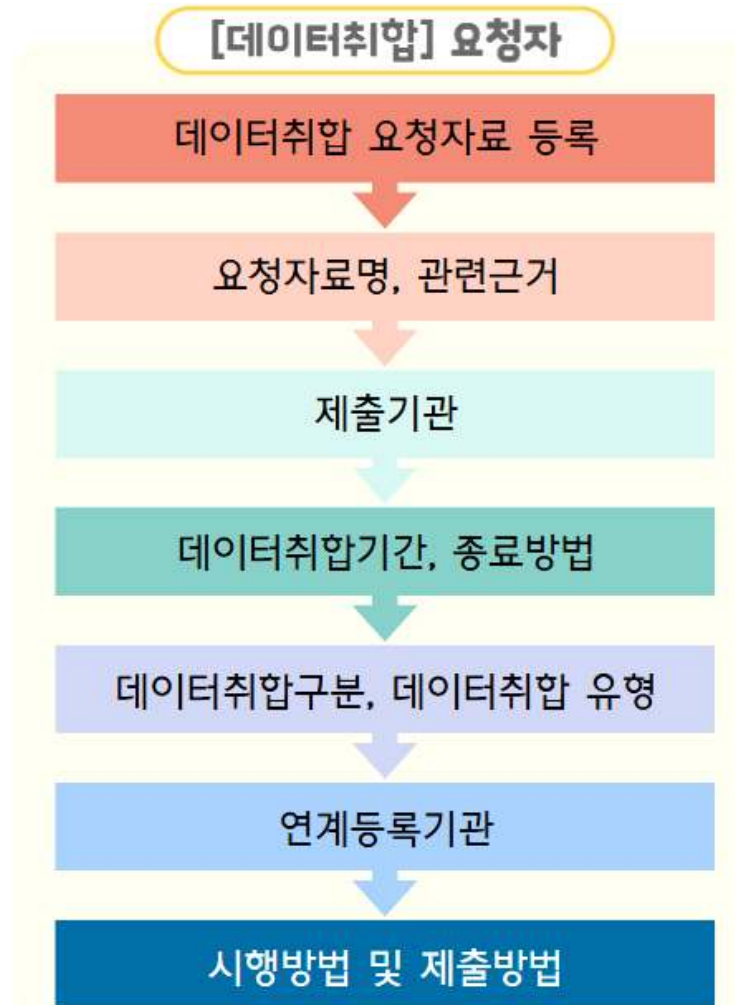 [데이터취합] 요청자
데이터취합 요청자료 등록
요청자료명, 관련근거
제출기관
데이터취합기간, 종료방법
데이터취합구분, 데이터취합 유형
연계등록기관
시행방법 및 제출방법